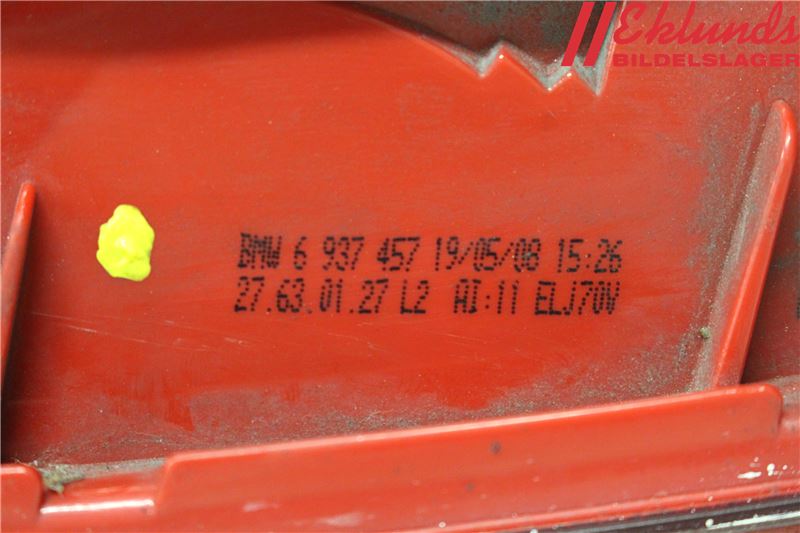 Eklunds
BILDELSLAGER
BMW 6 937 457 19/05/08 15:26
27.63.01.27 L2 AI:11 ELJ70V